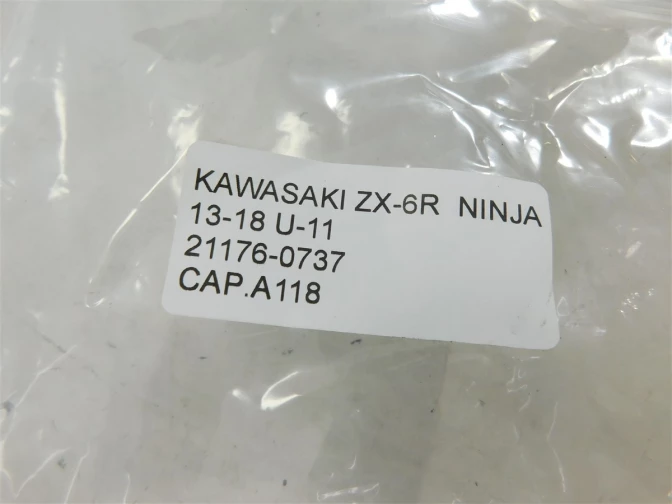 KAWASAKI ZX-6R  NINJA
13-18 U-11
21176-0737
CAP.A118